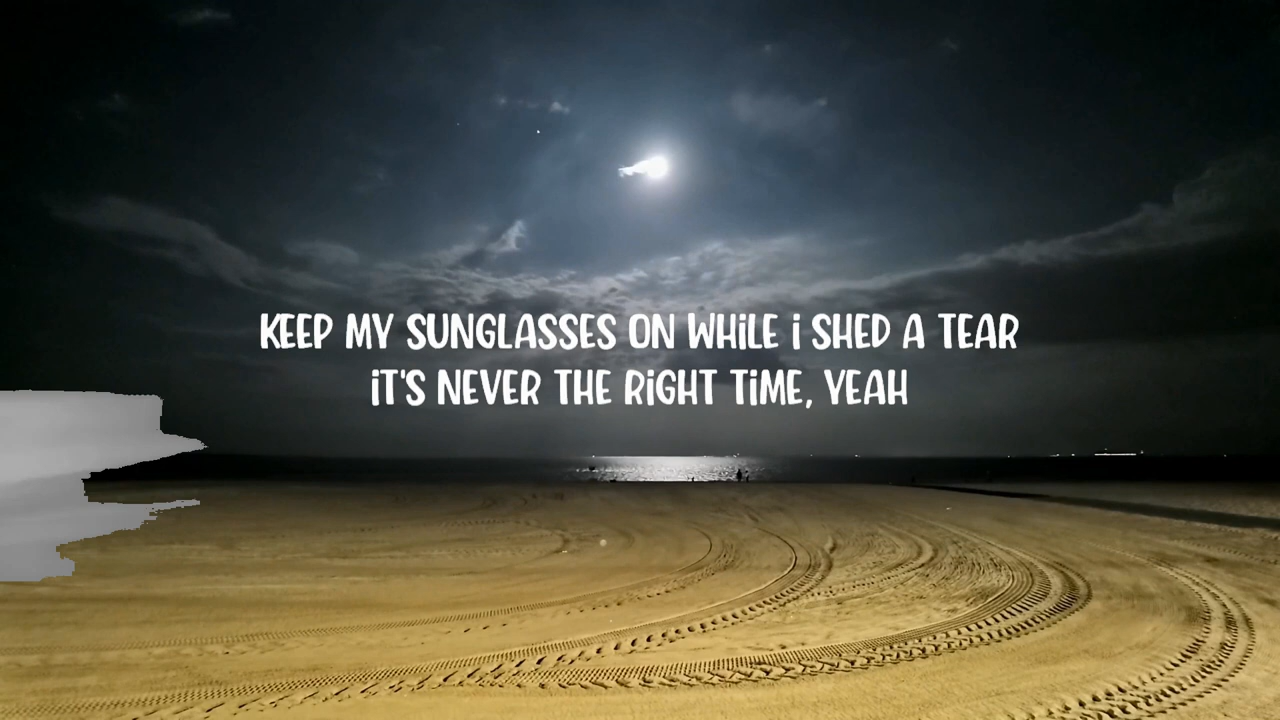 KEEP MY SUNGLASSES ON WHiLE i SHED A TEAR
iT'S NEVER THE RiGHT TiME, YEAH